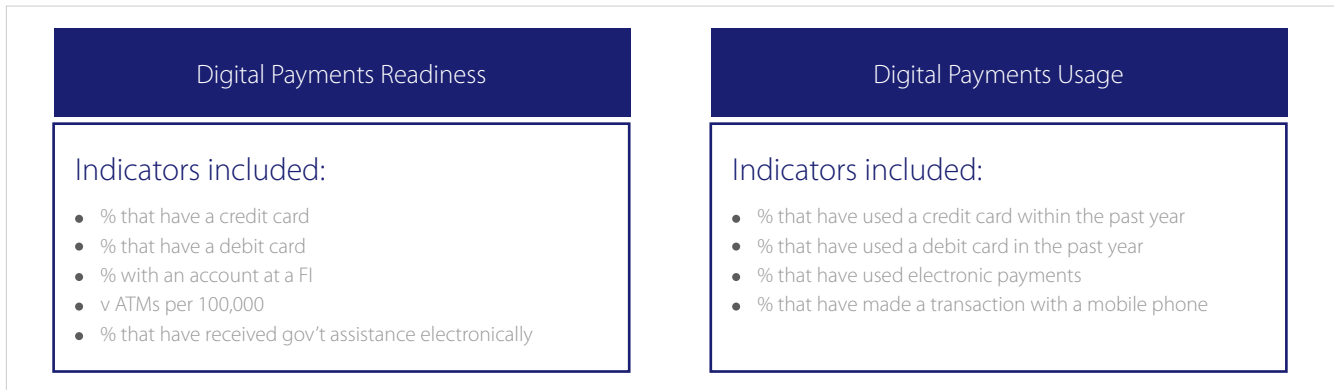 Digital Payments Readiness
Indicators included:
• % that have a credit card
• % that have a debit card
• % with an account at a FI
• v ATMs per 100,000
• % that have received gov’t assistance electronically
Digital Payments Usage
Indicators included:
• % that have used a credit card within the past year
• % that have used a debit card in the past year
• % that have used electronic payments
• % that have made a transaction with a mobile phone